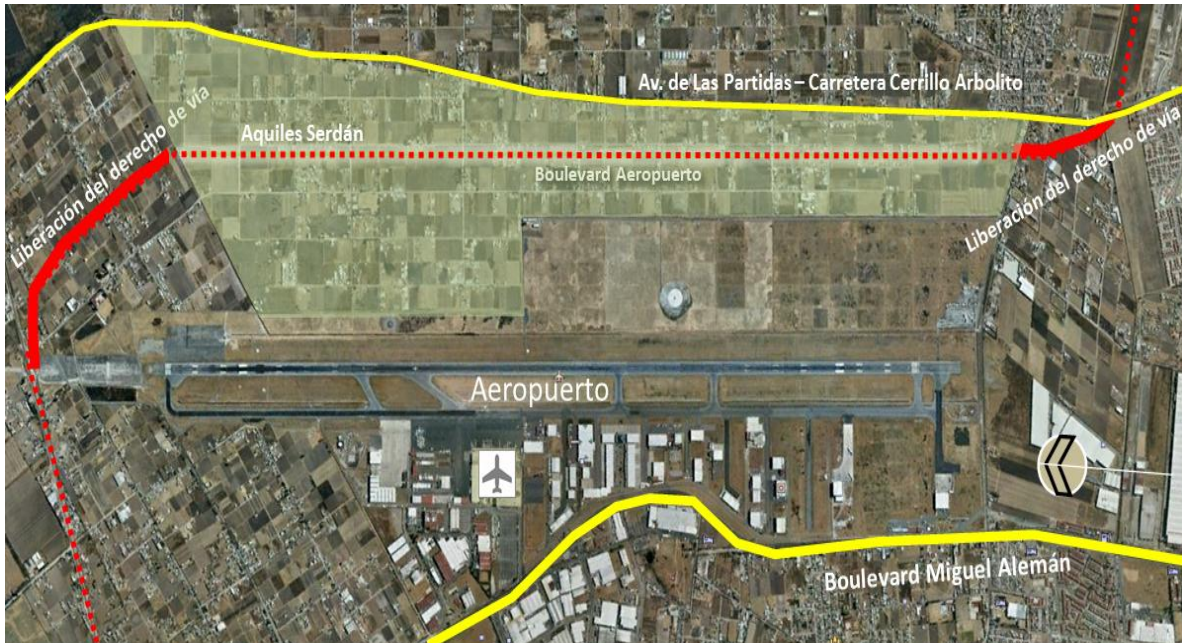 Av. de Las Partidas – Carretera Cerrillo Arbolito
Liberación del derecho de vía
Aquiles Serdán
Boulevard Aeropuerto
Liberación del derecho de vía
Aeropuerto
Boulevard Miguel Alemán